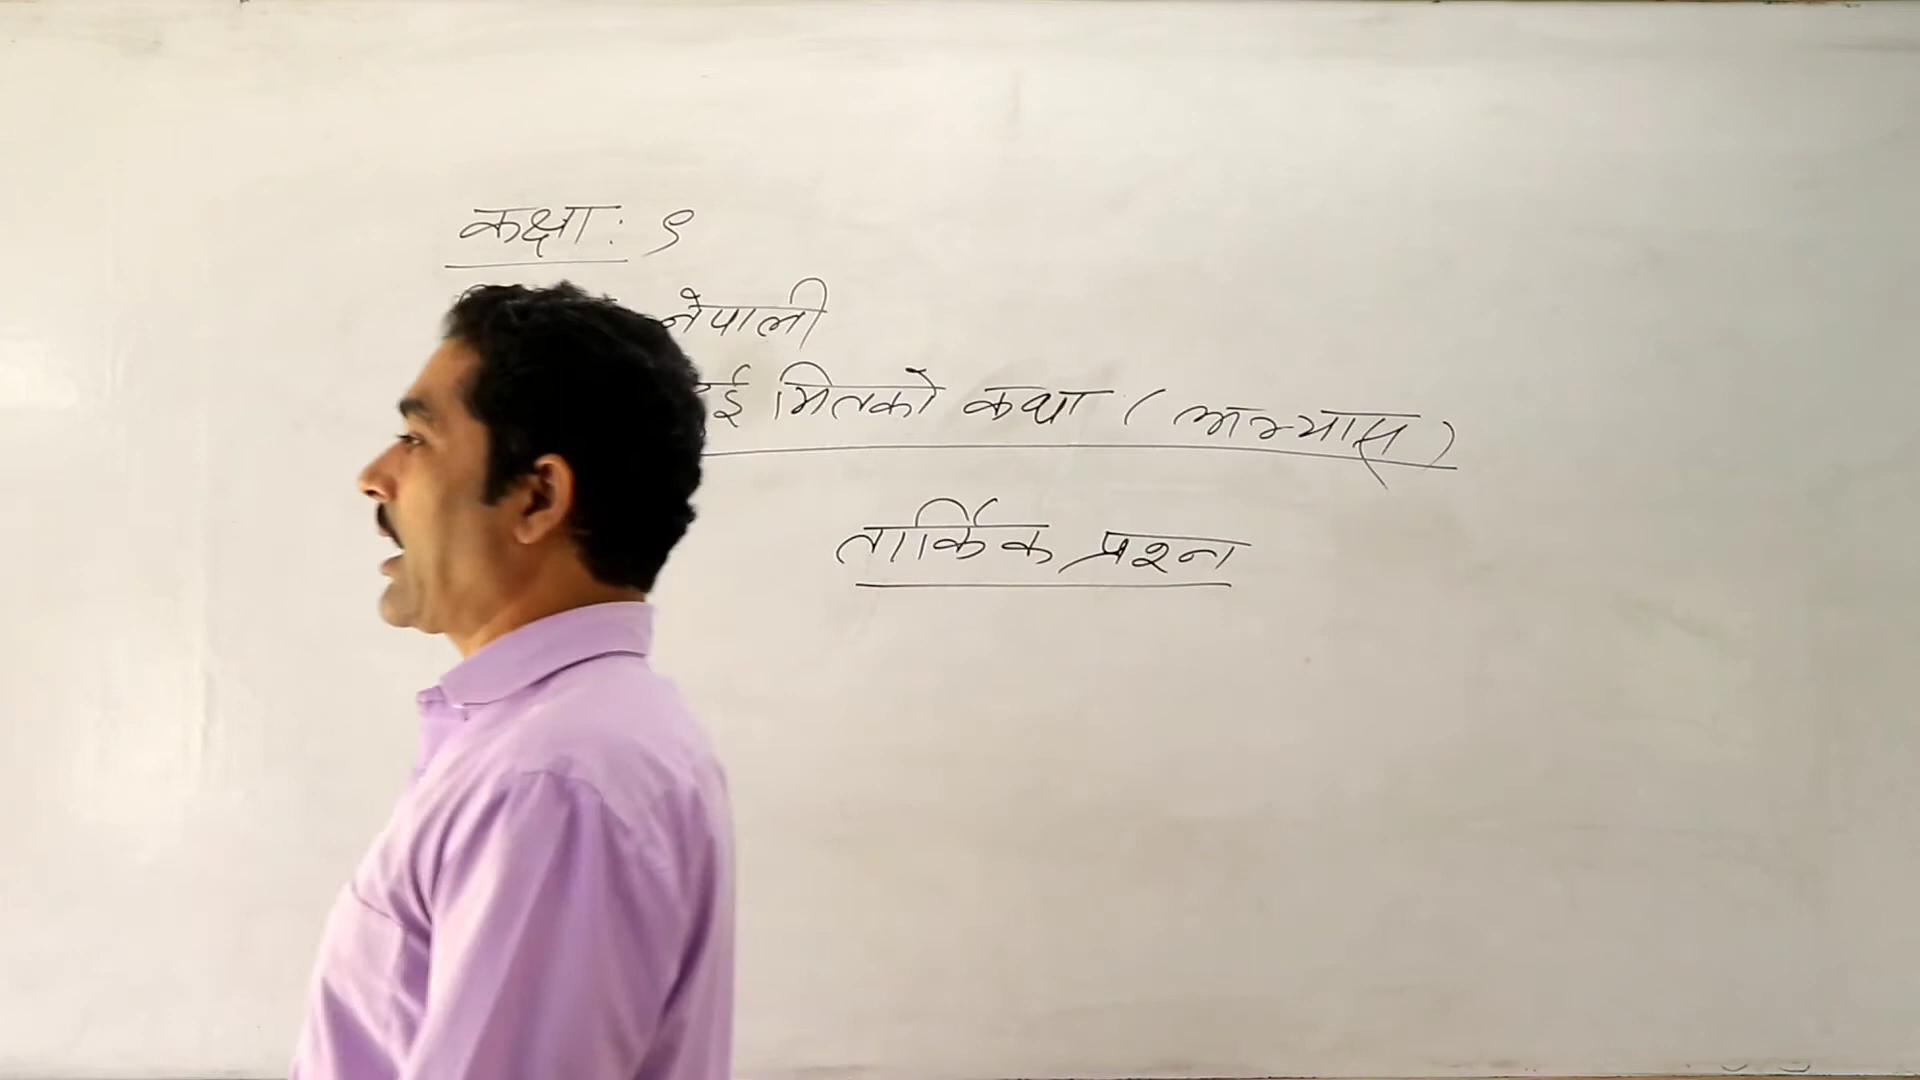 कक्षा: ९
नेपाली
ई मितको कथा (अभ्यास)
तार्किक प्रश्न